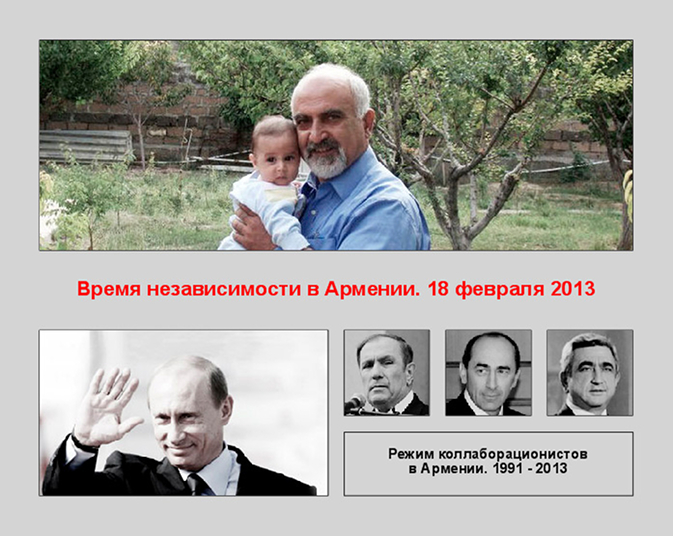 Время независимости в Армении. 18 февраля 2013
Режим коллаборационистов
в Армении. 1991 - 2013